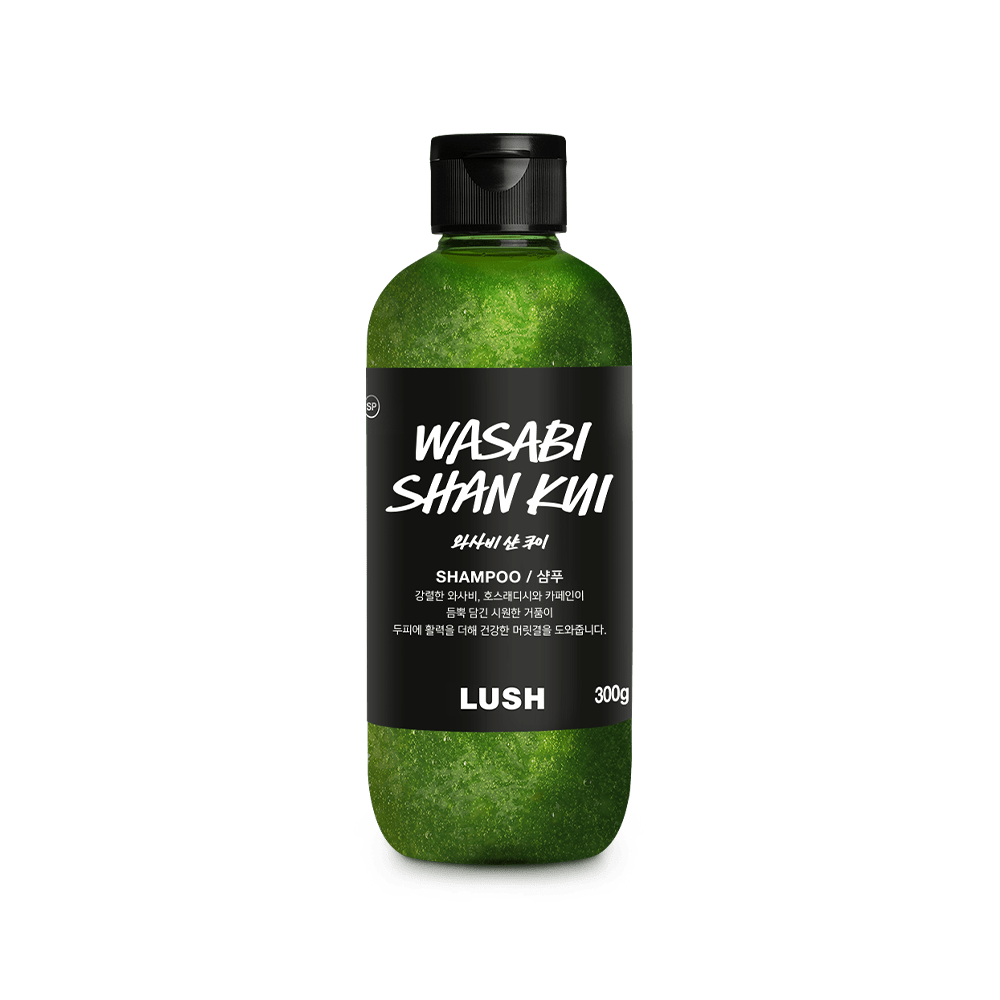 SP
WASABI
SHAN KUI
와사비 샨 쿠이
SHAMPOO / 샴푸
강렬한 와사비, 호스래디시와 카페인이
듬뿍 담긴 시원한 거품이
두피에 활력을 더해 건강한 머릿결을 도와줍니다.
LUSH
300g